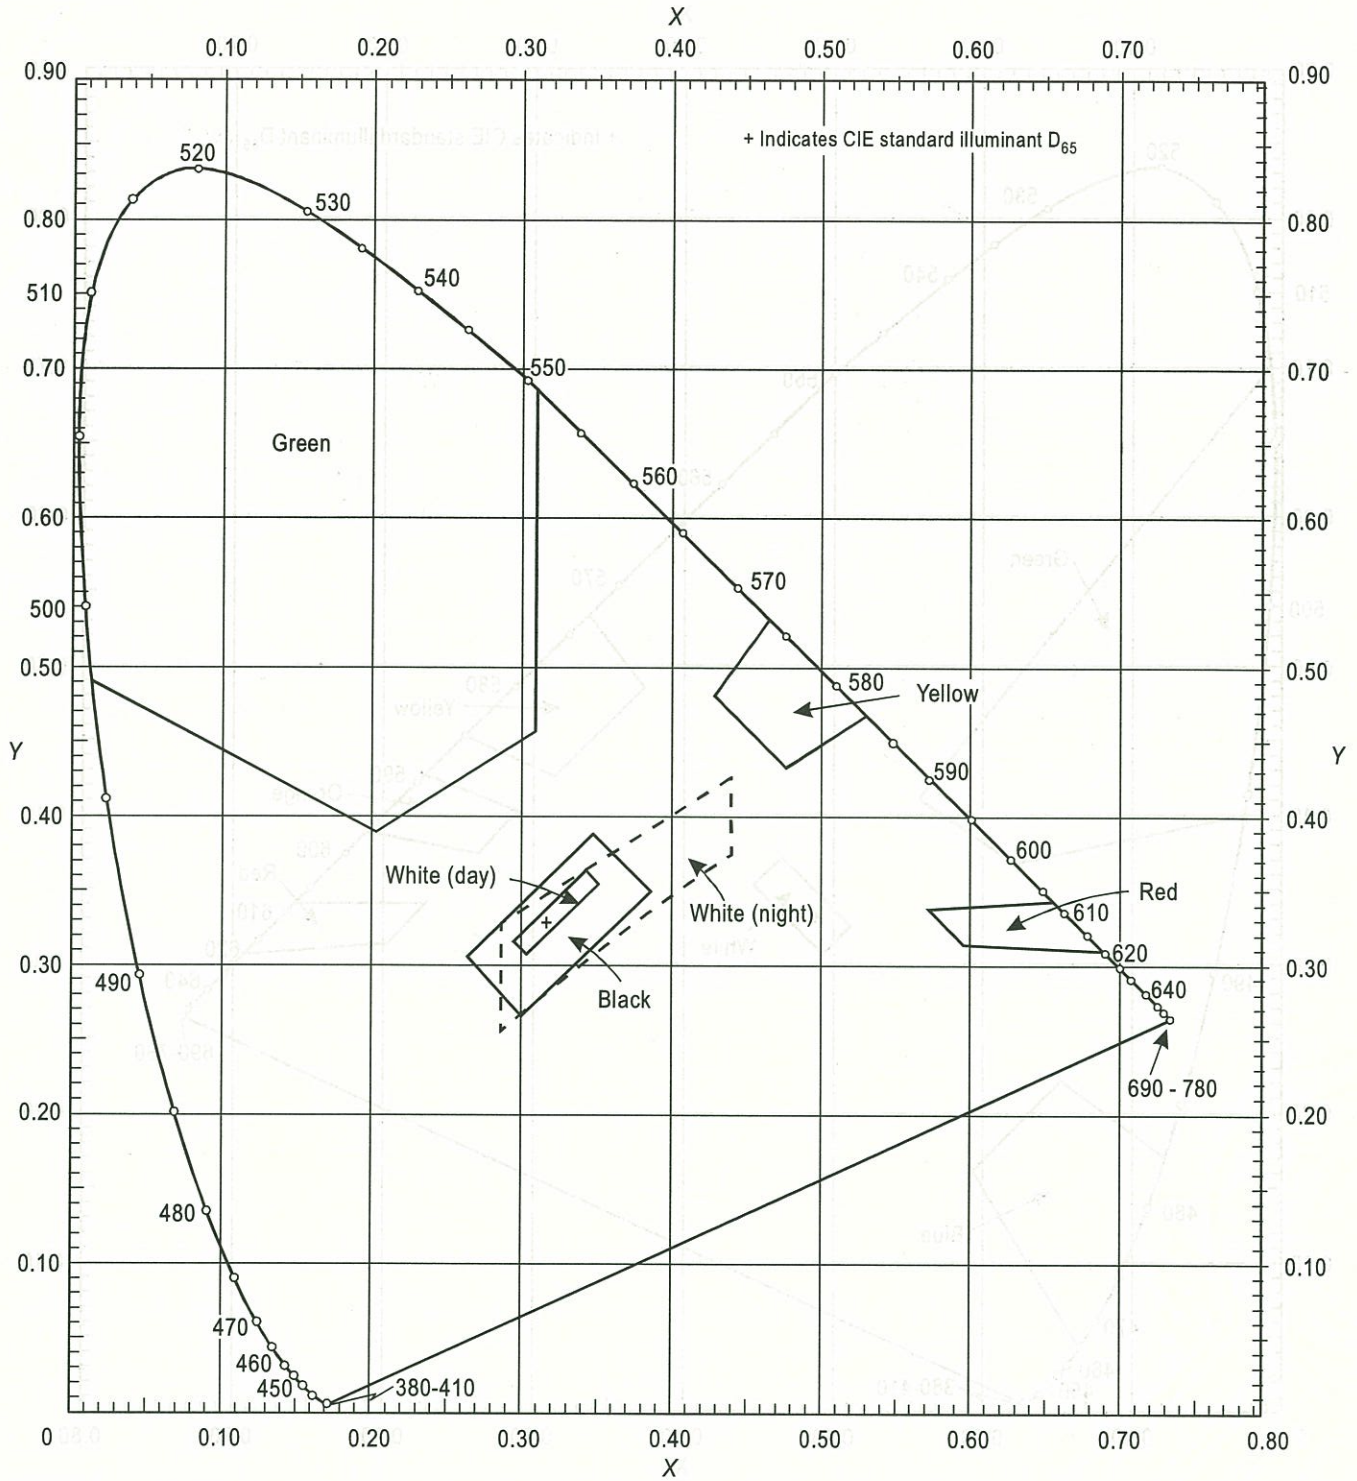 X
0.10 0.20 0.30 0.40 0.50 0.60 0.70
0.90 0.90
+ Indicates CIE standard illuminant D65
520
530
0.80 0.80
540
510
550
0.70 0.70
Green
560
0.60 0.60
570
500
0.50 0.50
580
Yellow
Y Y
590
0.40 0.40
600
White (day)
Red
White (night)
610
+
620
0.30 0.30
490
640
Black
690 - 780
0.20 0.20
480
0.10 0.10
470
460
450
380-410
0 0.10 0.20 0.30 0.40 0.50 0.60 0.70 0.80
X